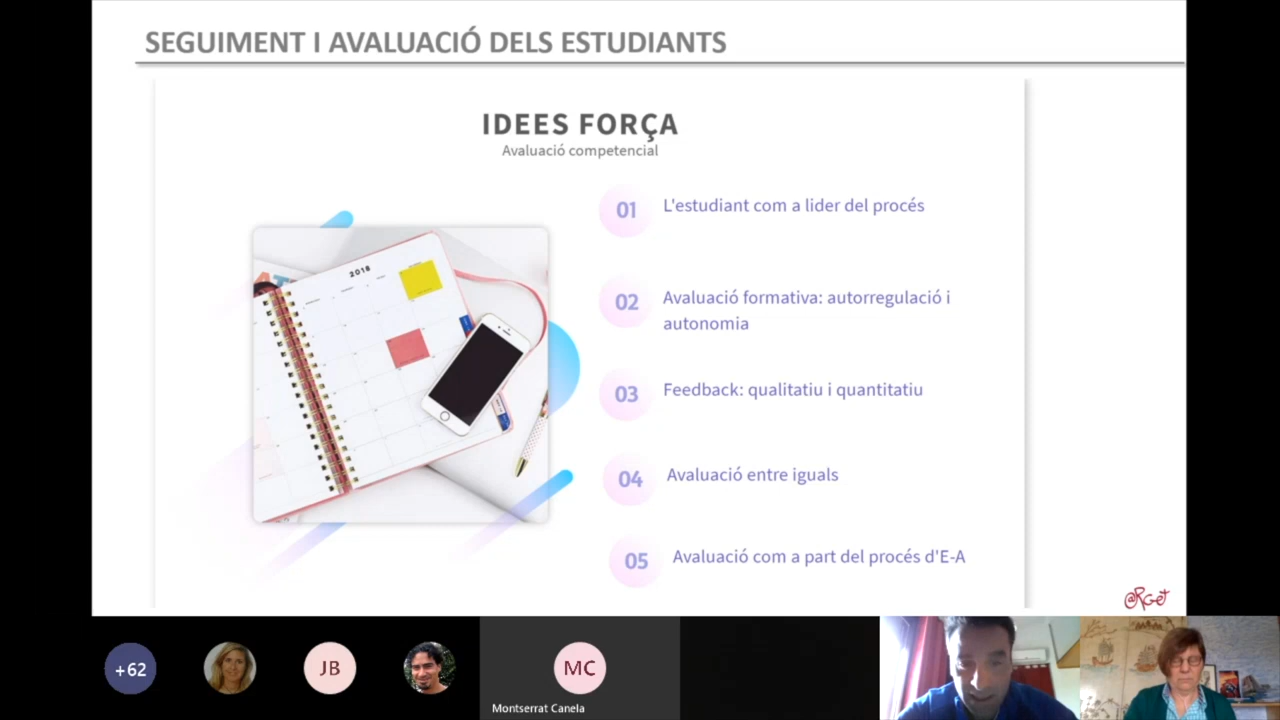 SEGUIMENT I AVALUACIÓ DELS ESTUDIANTS
IDEES FORÇA
Avaluació competencial
01
L'estudiant com a lider del procés
02
Avaluació formativa: autorregulació i
autonomia
03
Feedback: qualitatiu i quantitatiu
04
Avaluació entre iguals
05
Avaluació com a part del procés d'E-A
2018
@RGet
+62
JB
MC
Montserrat Canela